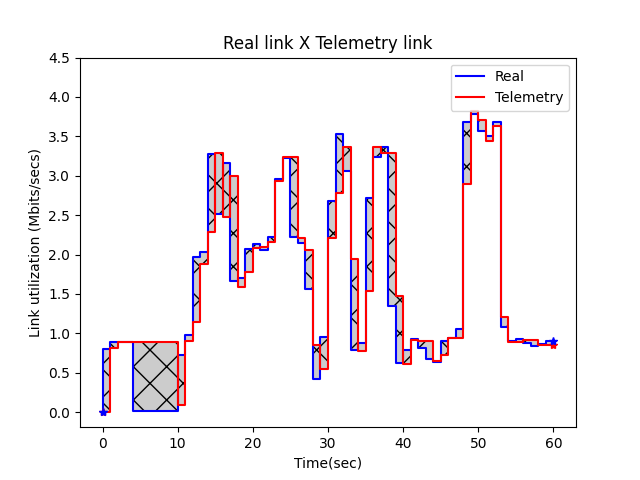 Real link X Telemetry link
Real
Telemetry
Link utilization (Mbits/secs)
4.5
4.0
3.5
3.0
2.5
2.0
1.5
1.0
0.5
0.0
0 10 20 30 40 50 60
Time(sec)